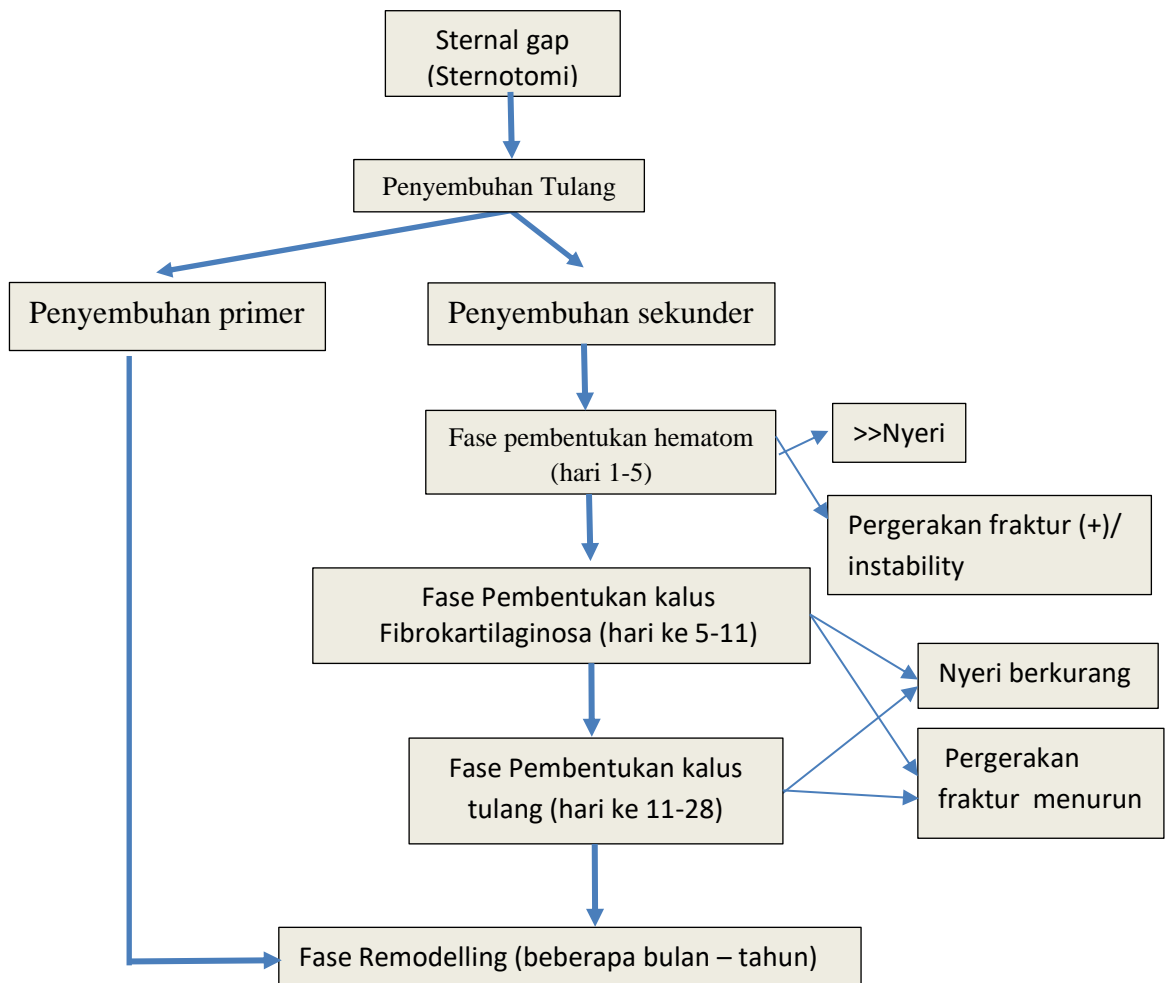 Sternal gap
(Sternotomi)
Penyembuhan Tulang
Penyembuhan primer
Penyembuhan sekunder
Fase pembentukan hematom
(hari 1-5)
>>Nyeri
Pergerakan fraktur (+)/
instability
Fase Pembentukan kalus
Fibrokartilaginosa (hari ke 5-11)
Nyeri berkurang
Fase Pembentukan kalus
tulang (hari ke 11-28)
Pergerakan
fraktur menurun
Fase Remodelling (beberapa bulan – tahun)